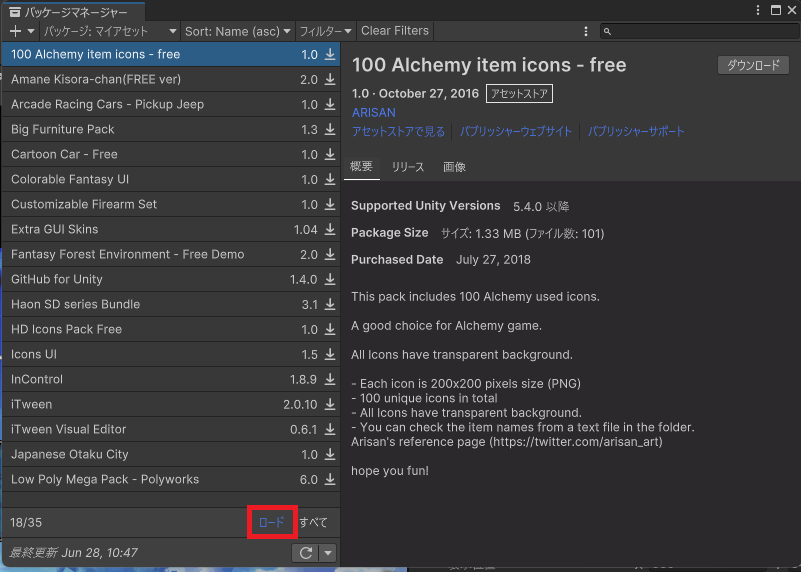 パッケージマネージャー
パッケージ: マイアセット Sort: Name (asc) フィルター Clear Filters
100 Alchemy item icons - free 1.0
Amane Kisora-chan(FREE ver) 2.0
Arcade Racing Cars - Pickup Jeep 1.0
Big Furniture Pack 1.3
Cartoon Car - Free 1.0
Colorable Fantasy UI 1.0
Customizable Firearm Set 1.0
Extra GUI Skins 1.04
Fantasy Forest Environment - Free Demo 2.0
GitHub for Unity 1.4.0
Haon SD series Bundle 3.1
HD Icons Pack Free 1.0
Icons UI 1.5
InControl 1.8.9
iTween 2.0.10
iTween Visual Editor 0.6.1
Japanese Otaku City 1.0
Low Poly Mega Pack - Polyworks 6.0
18/35 ロード すべて
最終更新 Jun 28, 10:47
100 Alchemy item icons - free ダウンロード
1.0 · October 27, 2016 アセットストア
ARISAN
アセットストアで見る パブリッシャーウェブサイト パブリッシャーサポート
概要 リリース 画像
Supported Unity Versions 5.4.0 以降
Package Size サイズ: 1.33 MB (ファイル数: 101)
Purchased Date July 27, 2018
This pack includes 100 Alchemy used icons.
A good choice for Alchemy game.
All Icons have transparent background.
- Each icon is 200x200 pixels size (PNG)
- 100 unique icons in total
- All Icons have transparent background.
- You can check the item names from a text file in the folder.
Arisan's reference page (https://twitter.com/arisan_art)
hope you fun!